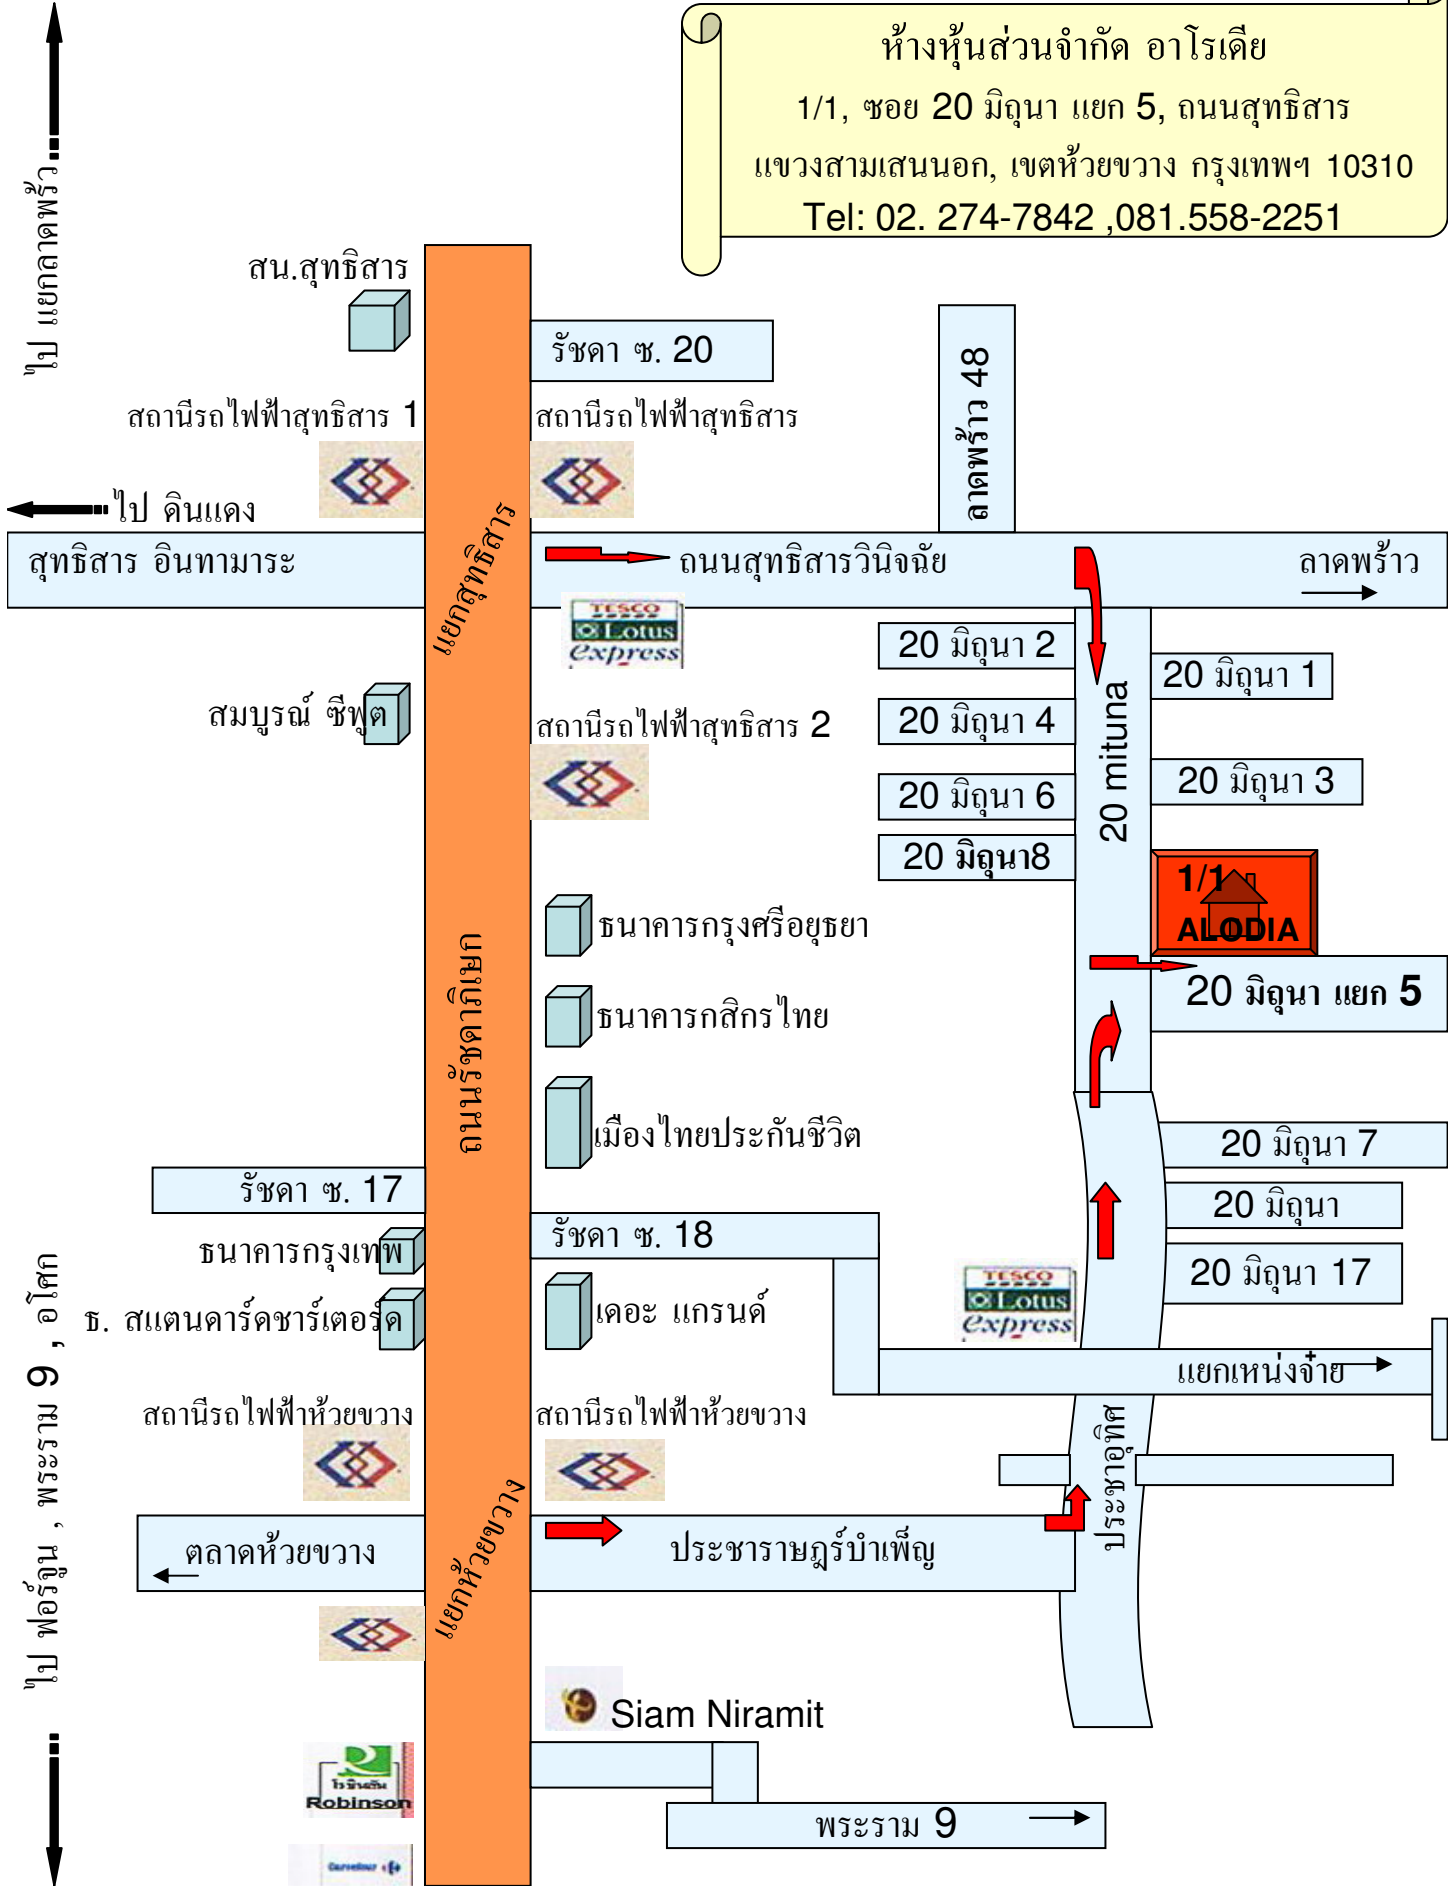 ห้างหุ้นส่วนจำกัด อาโรเดีย
1/1, ซอย 20 มิถุนา แยก 5, ถนนสุทธิสาร
แขวงสามเสนนอก, เขตห้วยขวาง กรุงเทพฯ 10310
Tel: 02. 274-7842 ,081.558-2251
ไป แยกลาดพร้าว
สน.สุทธิสาร
รัชดา ซ. 20
ลาดพร้าว 48
สถานีรถไฟฟ้าสุทธิสาร 1
สถานีรถไฟฟ้าสุทธิสาร
ไป ดินแดง
สุทธิสาร อินทามาระ
แยกสุทธิสาร
ถนนสุทธิสารวินิจฉัย
ลาดพร้าว
TESCO
Lotus
express
20 มิถุนา 2
20 มิถุนา 1
20 mituna
สมบูรณ์ ซีฟูต
สถานีรถไฟฟ้าสุทธิสาร 2
20 มิถุนา 4
20 มิถุนา 3
20 มิถุนา 6
20 มิถุนา8
1/1
ALODIA
ธนาคารกรุงศรีอยุธยา
20 มิถุนา แยก 5
ธนาคารกสิกรไทย
ถนนรัชดาภิเษก
เมืองไทยประกันชีวิต
20 มิถุนา 7
รัชดา ซ. 17
20 มิถุนา
รัชดา ซ. 18
ธนาคารกรุงเทพ
20 มิถุนา 17
TESCO
Lotus
express
ธ. สแตนดาร์ดชาร์เตอร์ด
เดอะ แกรนด์
แยกเหน่งจ๋าย
สถานีรถไฟฟ้าห้วยขวาง
สถานีรถไฟฟ้าห้วยขวาง
ประชาอุทิศ
ไป ฟอร์จูน , พระราม 9 , อโศก
แยกห้วยขวาง
ตลาดห้วยขวาง
ประชาราษฎร์บำเพ็ญ
Siam Niramit
โรบินสัน
Robinson
พระราม 9
Carrefour